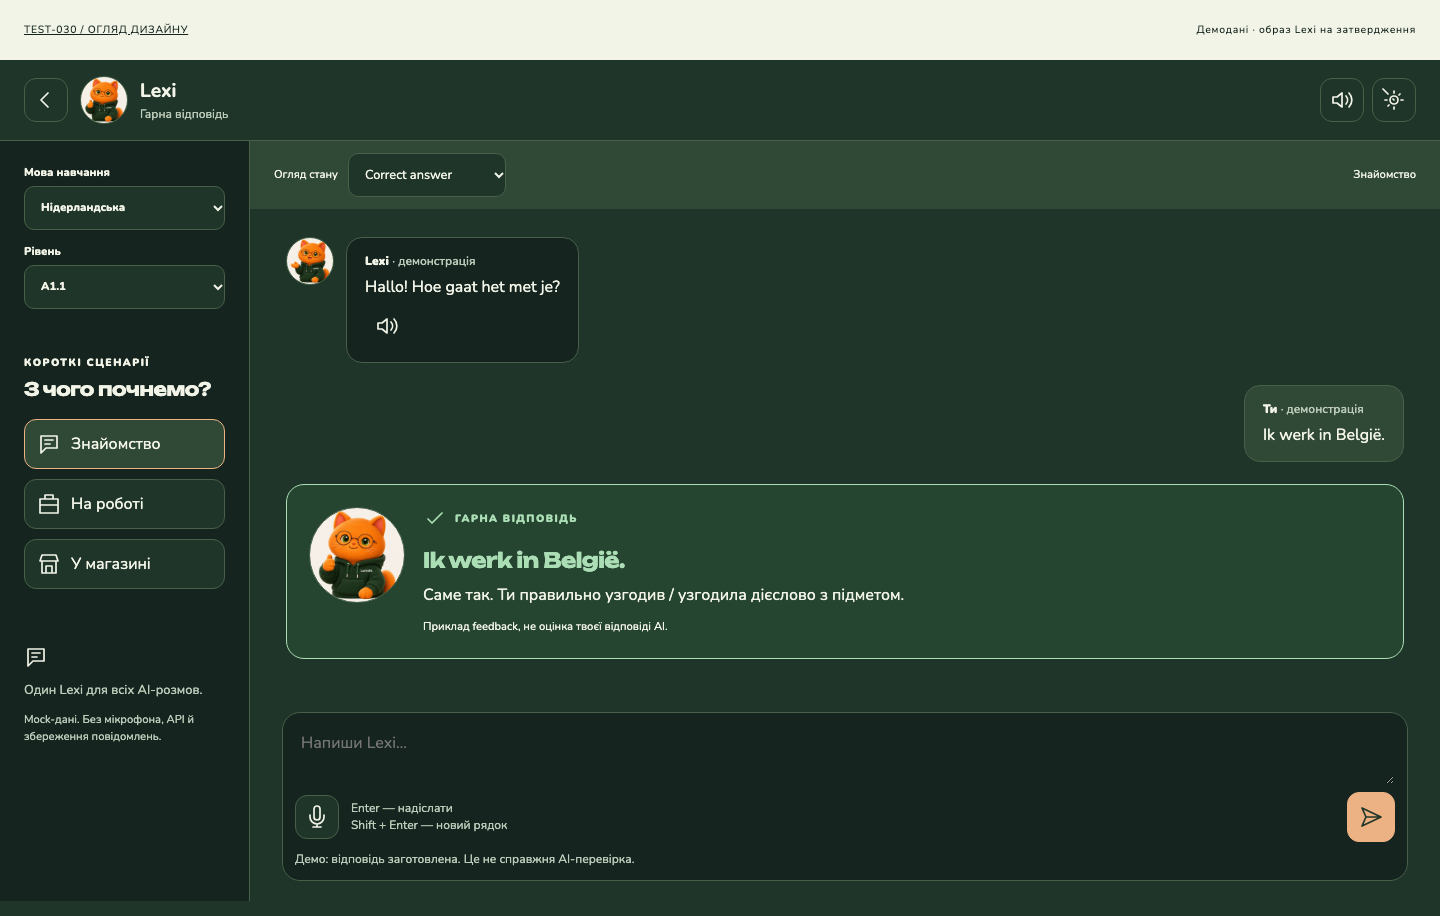 TEST-030 / ОГЛЯД ДИЗАЙНУ
Демодані · образ Lexi на затвердження
Lexi
Гарна відповідь
Мова навчання
Нідерландська
Рівень
A1.1
КОРОТКІ СЦЕНАРІЇ
З чого почнемо?
Знайомство
На роботі
У магазині
Один Lexi для всіх AI-розмов.
Mock-дані. Без мікрофона, API й
збереження повідомлень.
Огляд стану
Correct answer
Знайомство
Lexi · демонстрація
Hallo! Hoe gaat het met je?
Ти · демонстрація
Ik werk in België.
ГАРНА ВІДПОВІДЬ
Ik werk in België.
Саме так. Ти правильно узгодив / узгодила дієслово з підметом.
Приклад feedback, не оцінка твоєї відповіді AI.
Напиши Lexi...
Enter — надіслати
Shift + Enter — новий рядок
Демо: відповідь заготовлена. Це не справжня AI-перевірка.